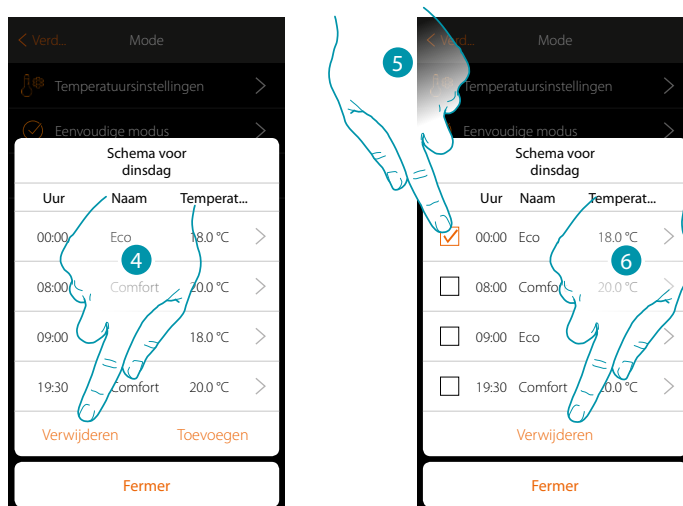 < Verd... Mode
Temperatuursinstellingen
Eenvoudige modus
Schema voor
dinsdag
Uur Naam Temperat...
00:00 Eco 18.0 °C
4
08:00 Comfort 20.0 °C
09:00 18.0 °C
19:30 Comfort 20.0 °C
Verwijderen Toevoegen
Fermer
5
< Verd... Mode
Temperatuursinstellingen
Eenvoudige modus
Schema voor
dinsdag
Uur Naam Temperat...
00:00 Eco 18.0 °C
6
08:00 Comfo 20.0 °C
09:00 Eco
19:30 Comfort 20.0 °C
Verwijderen
Fermer